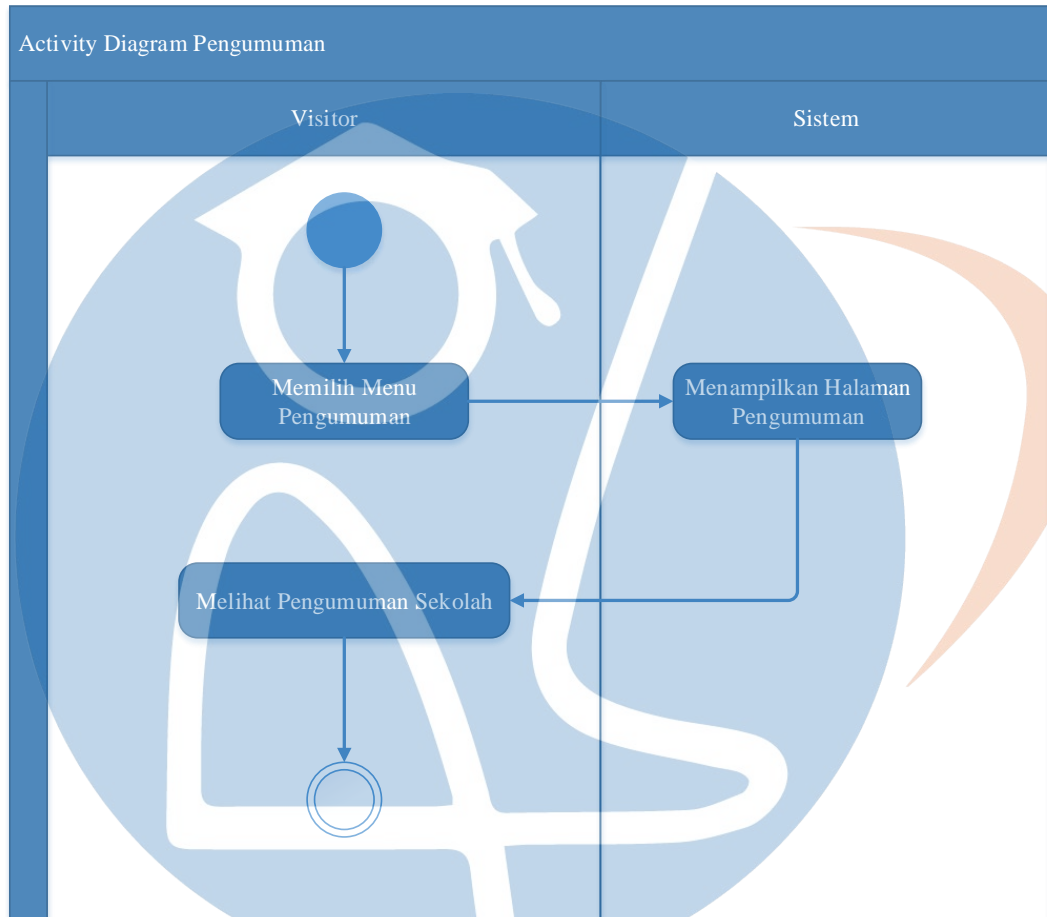 Activity Diagram Pengumuman
Visitor
Sistem
Memilih Menu
Pengumuman
Menampilkan Halaman
Pengumuman
Melihat Pengumuman Sekolah